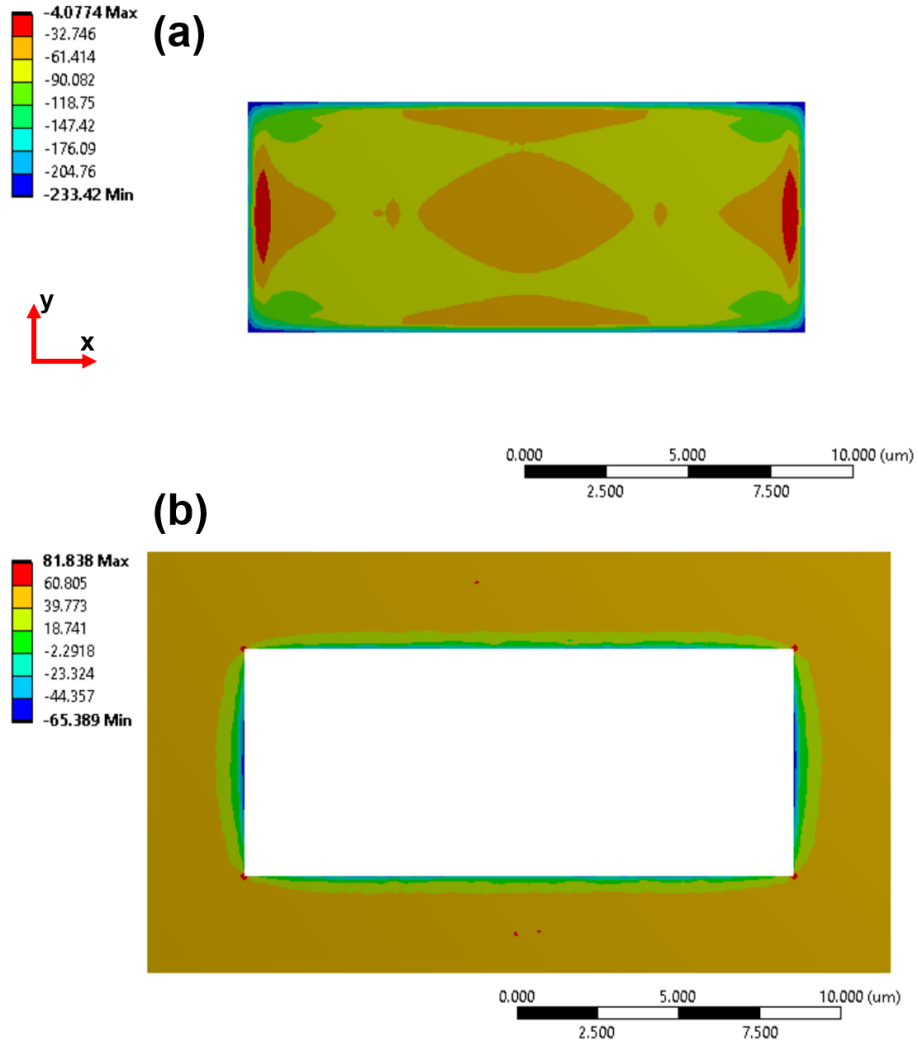 (a)
-4.0774 Max
-32.746
-61.414
-90.082
-118.75
-147.42
-176.09
-204.76
-233.42 Min
y
x
0.000 5.000 10.000 (um)
2.500 7.500
(b)
81.838 Max
60.805
39.773
18.741
-2.2918
-23.324
-44.357
-65.389 Min
0.000 5.000 10.000 (um)
2.500 7.500